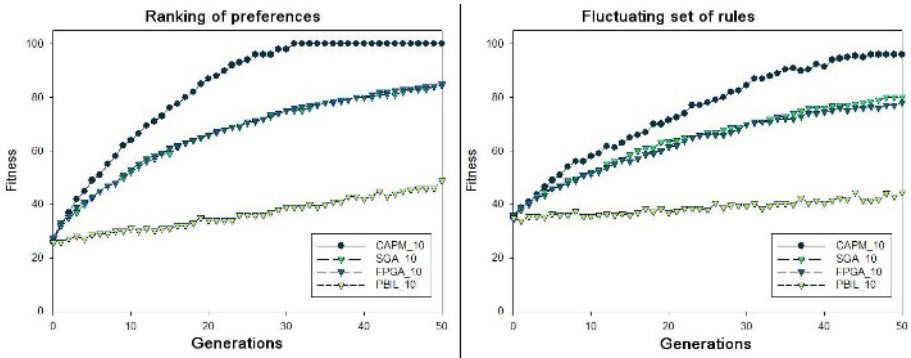 Ranking of preferences
100
80
60
40
20
0
Fitness
0 10 20 30 40 50
Generations
CAPM_10
SGA_10
FPGA_10
PBIL_10
Fluctuating set of rules
100
80
60
40
20
0
Fitness
0 10 20 30 40 50
Generations
CAPM_10
SGA_10
FPGA_10
PBIL_10